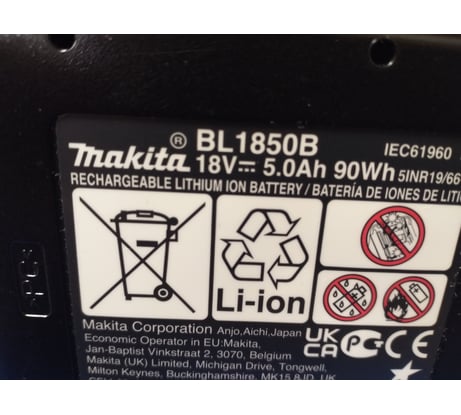 ® BL1850B IEC61960
makita 18V⎓ 5.0Ah 90Wh 5INR19/66
RECHARGEABLE LITHIUM ION BATTERY / BATERÍA DE IONES DE LITI
Li-ion
Makita Corporation Anjo,Aichi,Japan
Economic Operator in EU:Makita,
Jan-Baptist Vinkstraat 2, 3070, Belgium
Makita (UK) Limited, Michigan Drive, Tongwell,
Milton Keynes, Buckinghamshire, MK15 8JD, UK
UK
CA
CE